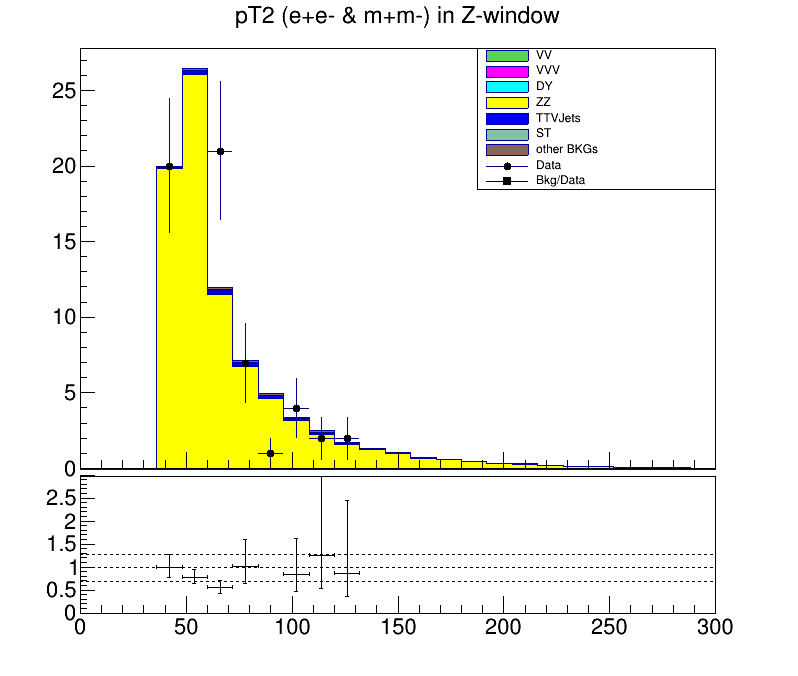 pT2 (e+e- & m+m-) in Z-window
VV
VVV
DY
ZZ
TTVJets
ST
other BKGs
Data
Bkg/Data
25
20
15
10
5
0
2.5
2
1.5
1
0.5
0
0 50 100 150 200 250 300